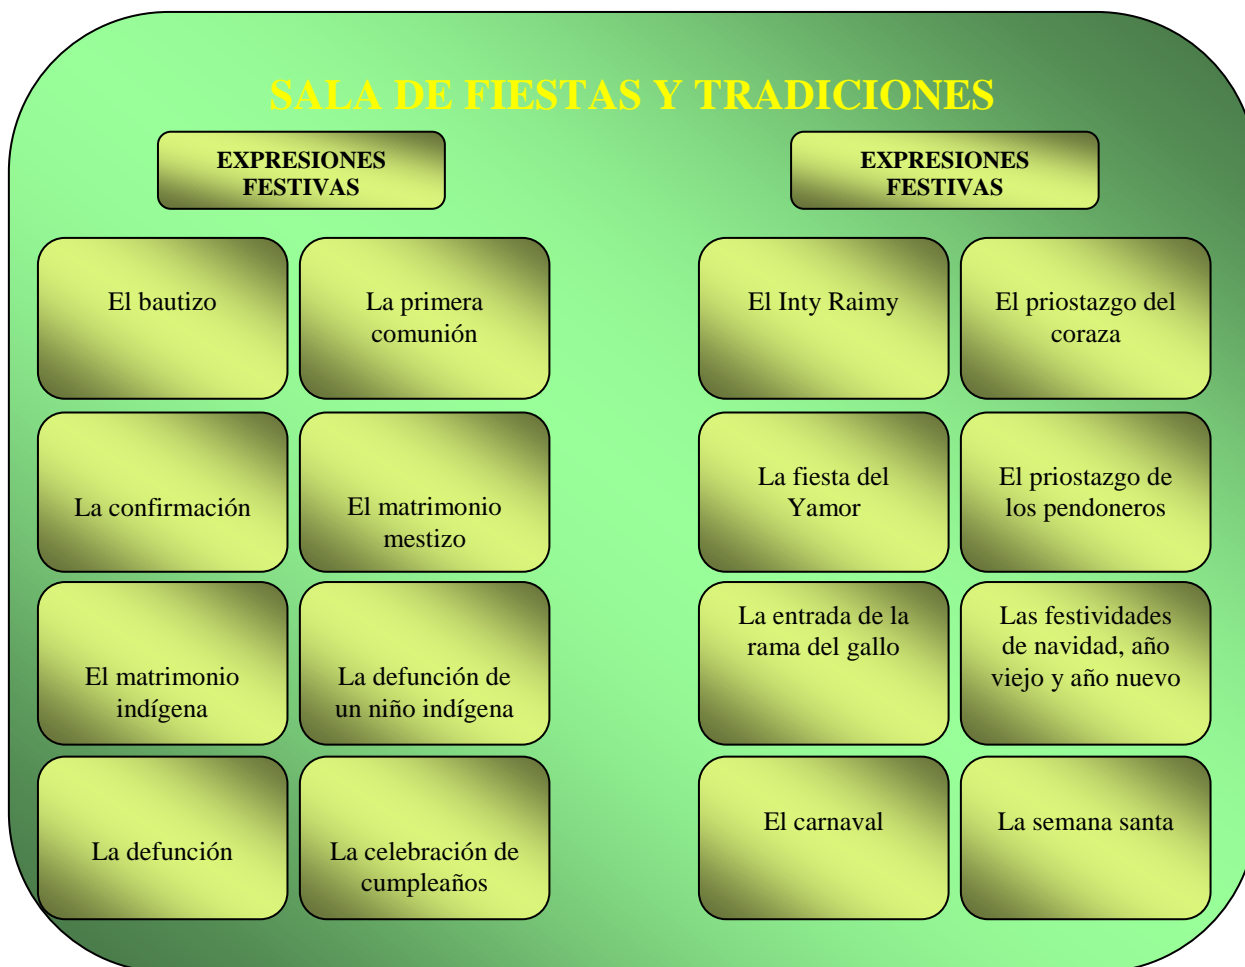 SALA DE FIESTAS Y TRADICIONES
EXPRESIONES
FESTIVAS
El bautizo
La primera
comunión
La confirmación
El matrimonio
mestizo
El matrimonio
indígena
La defunción de
un niño indígena
La defunción
La celebración de
cumpleaños
EXPRESIONES
FESTIVAS
El Inty Raimy
El priostazgo del
coraza
La fiesta del
Yamor
El priostazgo de
los pendoneros
La entrada de la
rama del gallo
Las festividades
de navidad, año
viejo y año nuevo
El carnaval
La semana santa